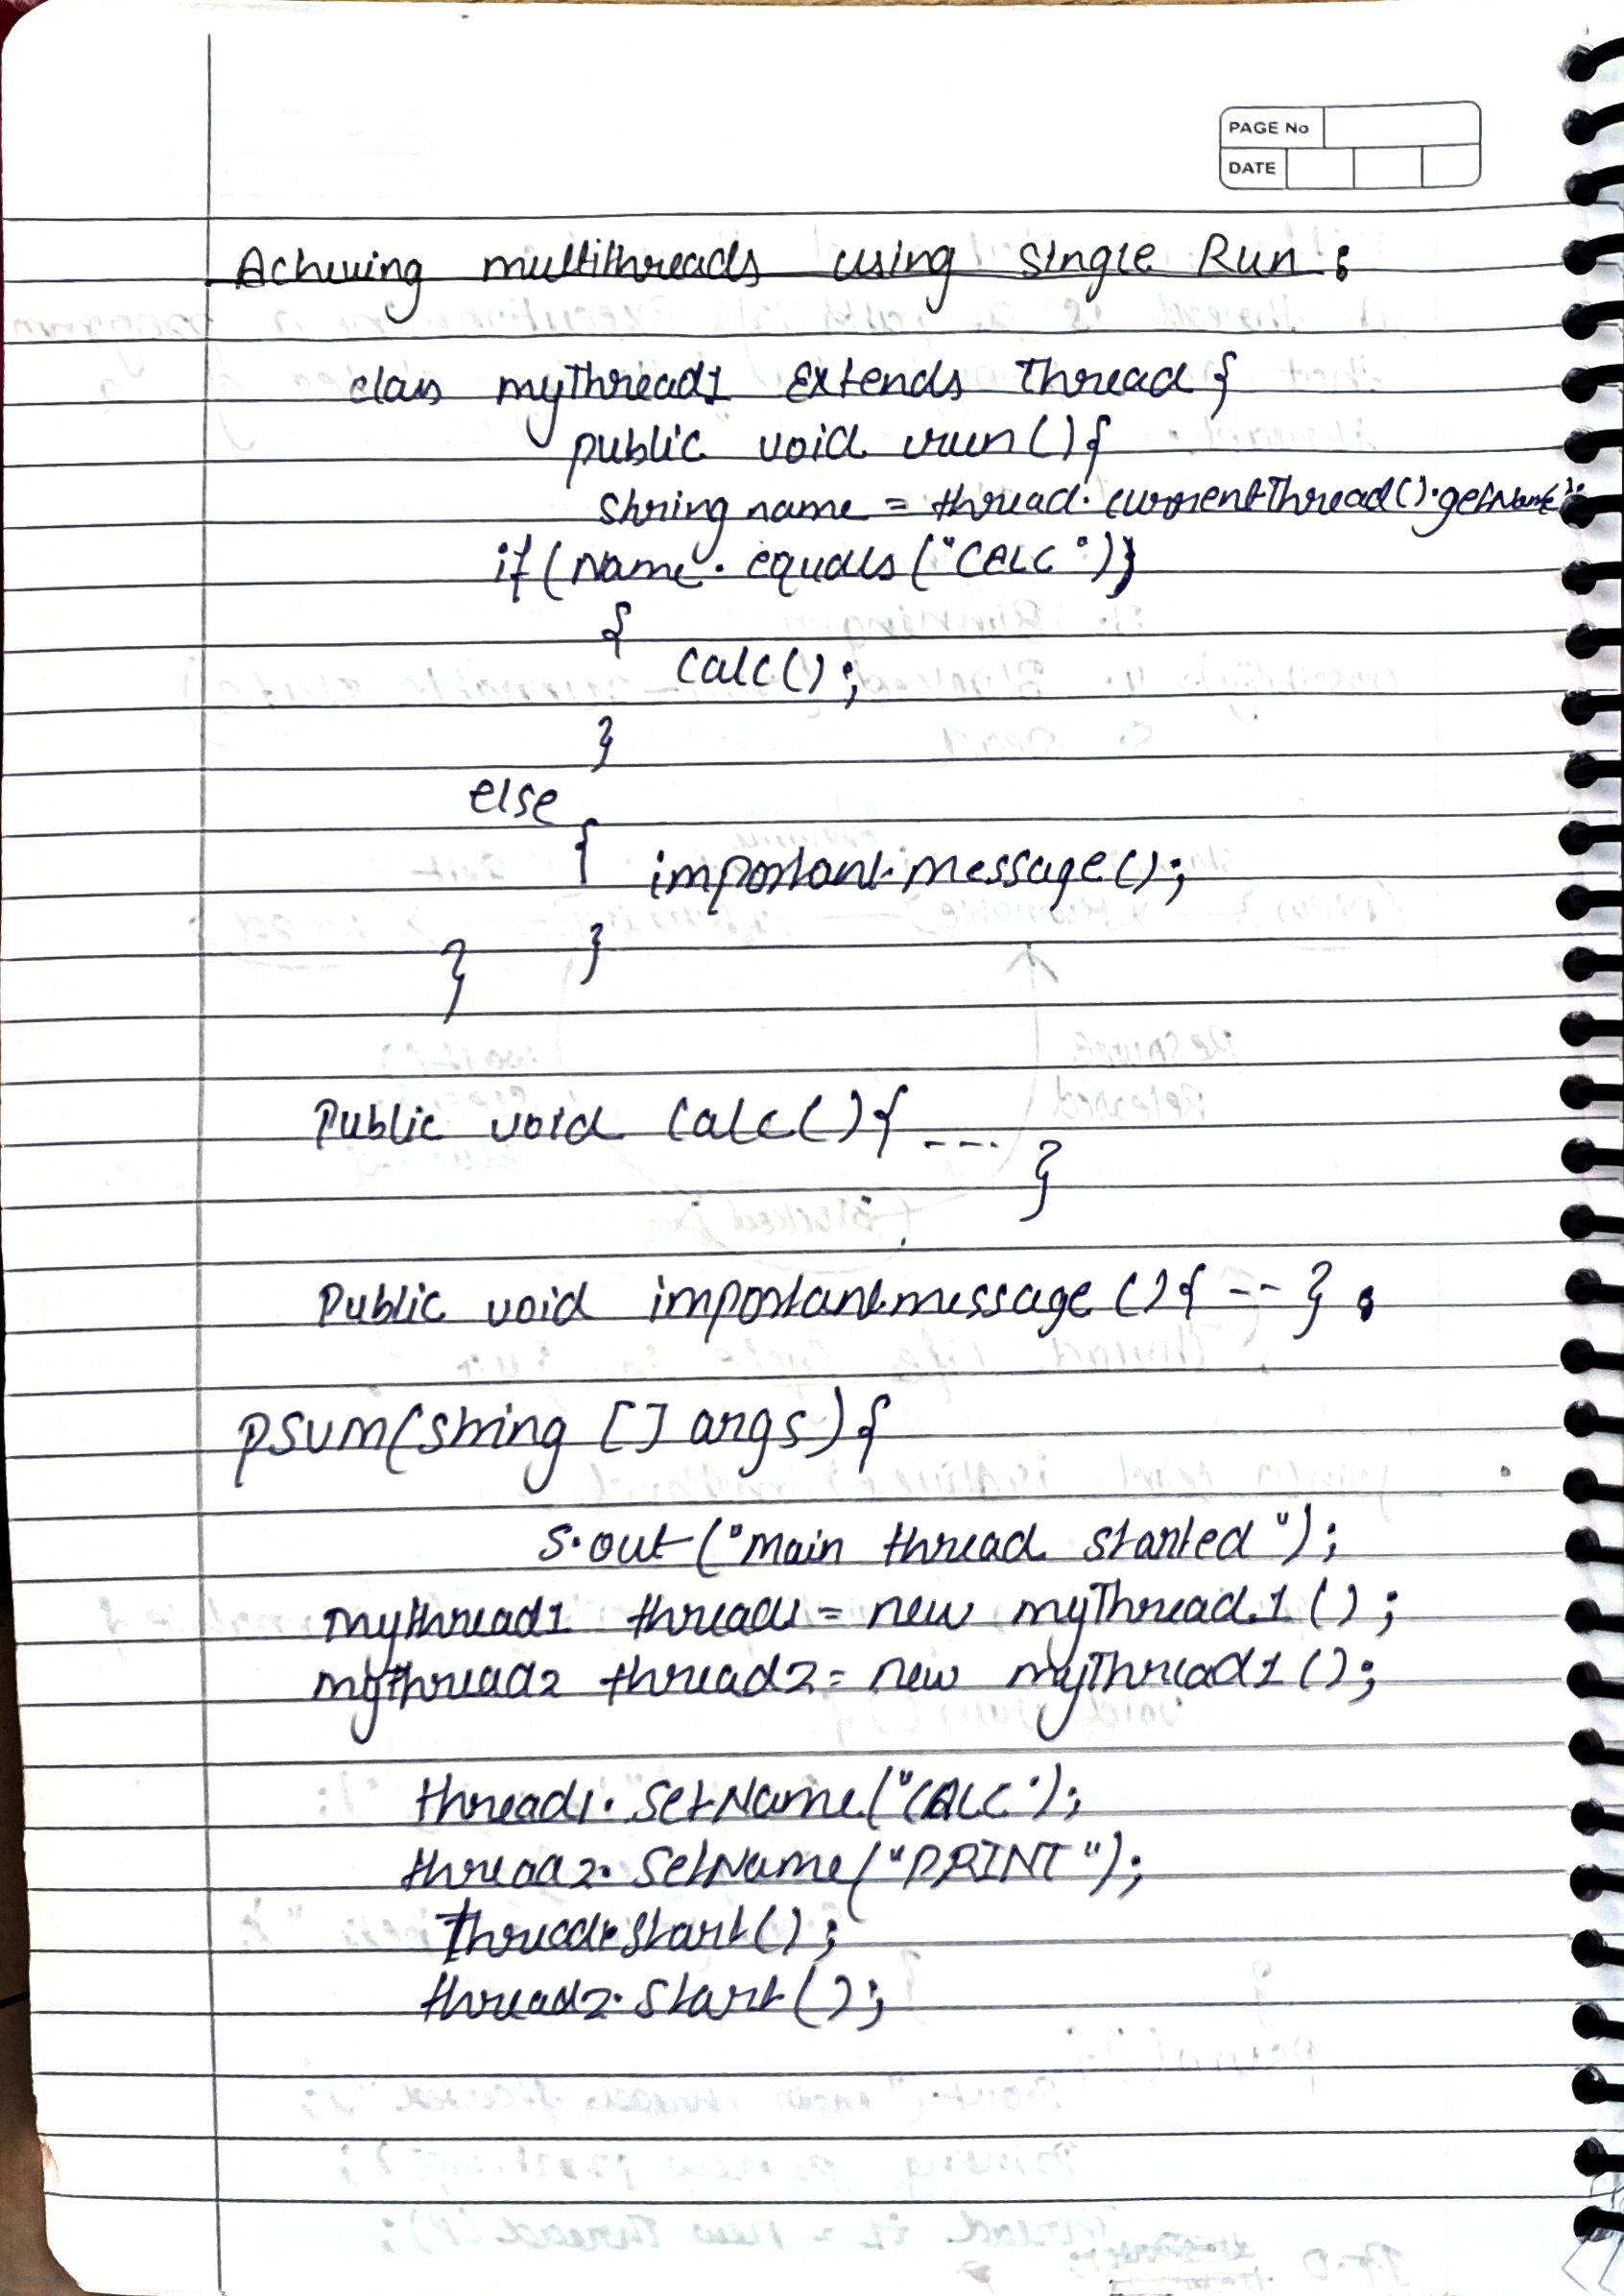 PAGE No
DATE
Achieving multithreads using single Run :
class myThread1 Extends Thread {
public void run() {
String name = thread. currentThread().getName();
if (Name. equals ("CALC"))
{
calc();
}
else
{ importantmessage();
}
}
Public void calc() { ---- }
Public void importantmessage () { -- }
psvm(string [] args) {
S.out ("main thread started");
mythread1 thread1 = new myThread1 ();
mythread2 thread2 = new myThread1 ();
thread1. SetName("CALC");
thread2. SetName("PRINT");
Thread1.start();
thread2.start();